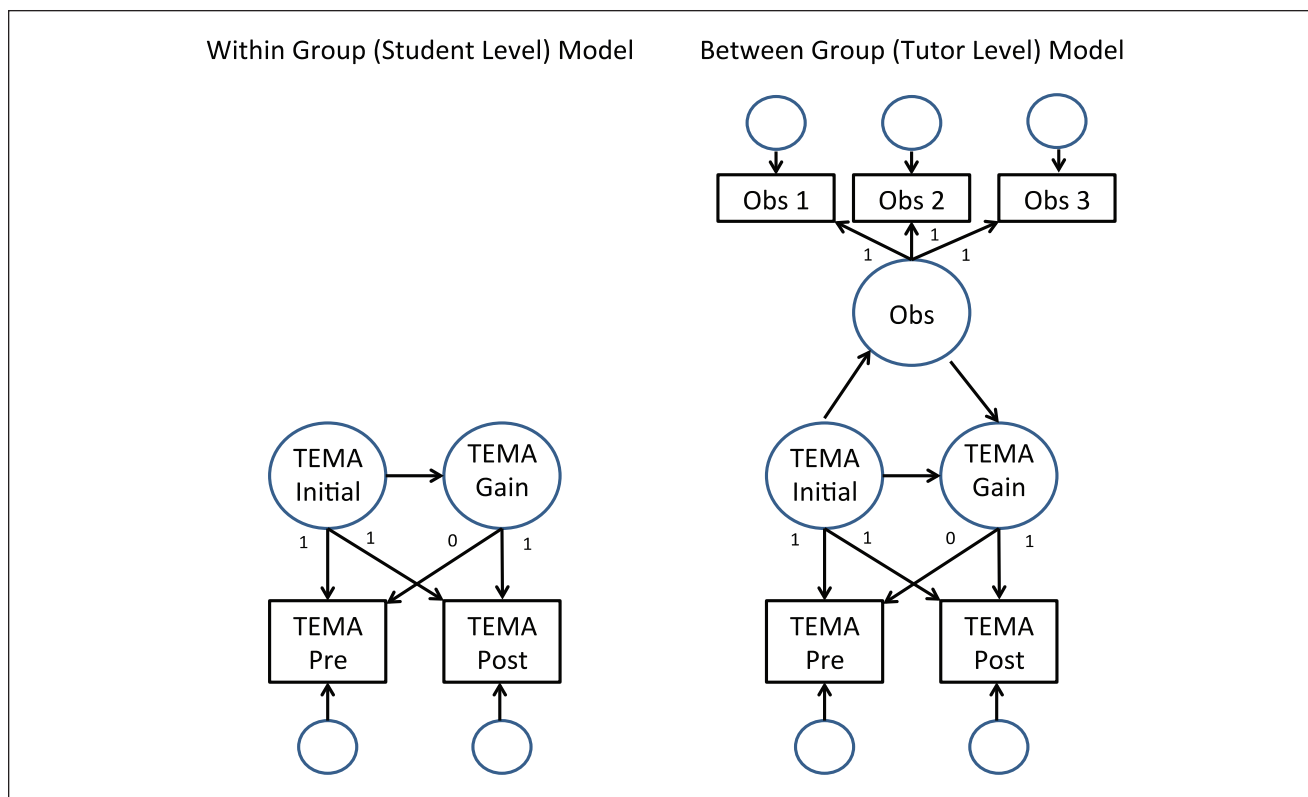 Within Group (Student Level) Model
Between Group (Tutor Level) Model
Obs 1
Obs 2
Obs 3
1
1
1
Obs
TEMA
Initial
TEMA
Gain
1
1
0
1
TEMA
Pre
TEMA
Post
TEMA
Initial
TEMA
Gain
1
1
0
1
TEMA
Pre
TEMA
Post